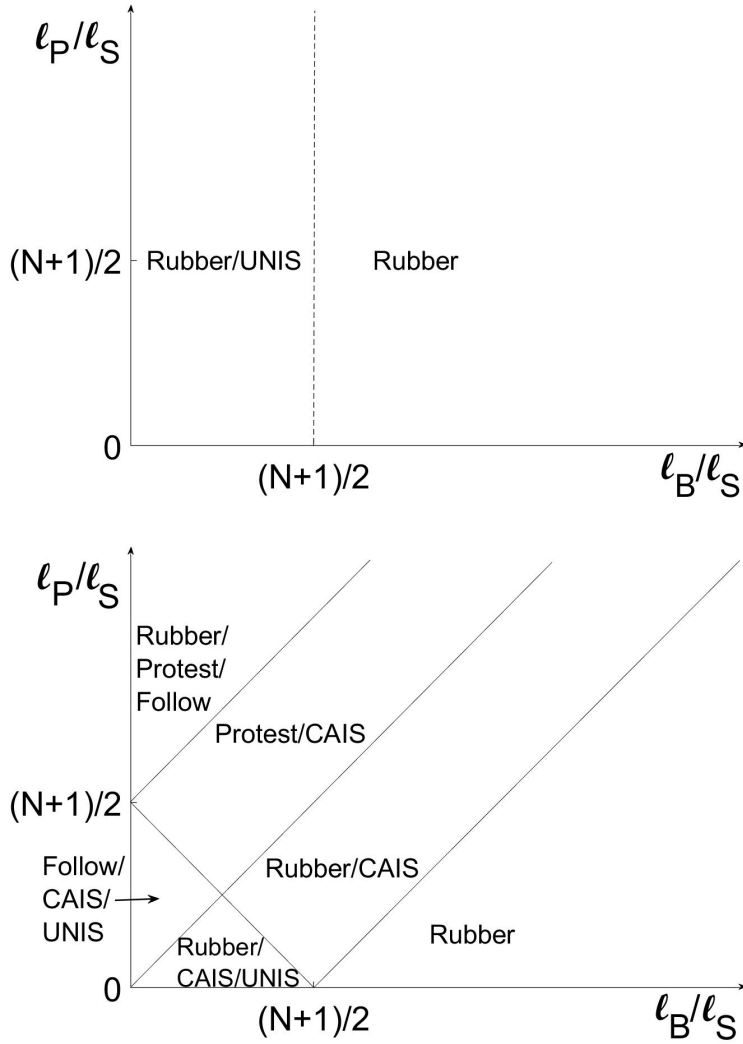 ℓP/ℓS
(N+1)/2
Rubber/UNIS
Rubber
0
(N+1)/2
ℓB/ℓS
ℓP/ℓS
Rubber/
Protest/
Follow
Protest/CAIS
(N+1)/2
Follow/
CAIS/
UNIS
Rubber/CAIS
Rubber
Rubber/
CAIS/UNIS
0
(N+1)/2
ℓB/ℓS